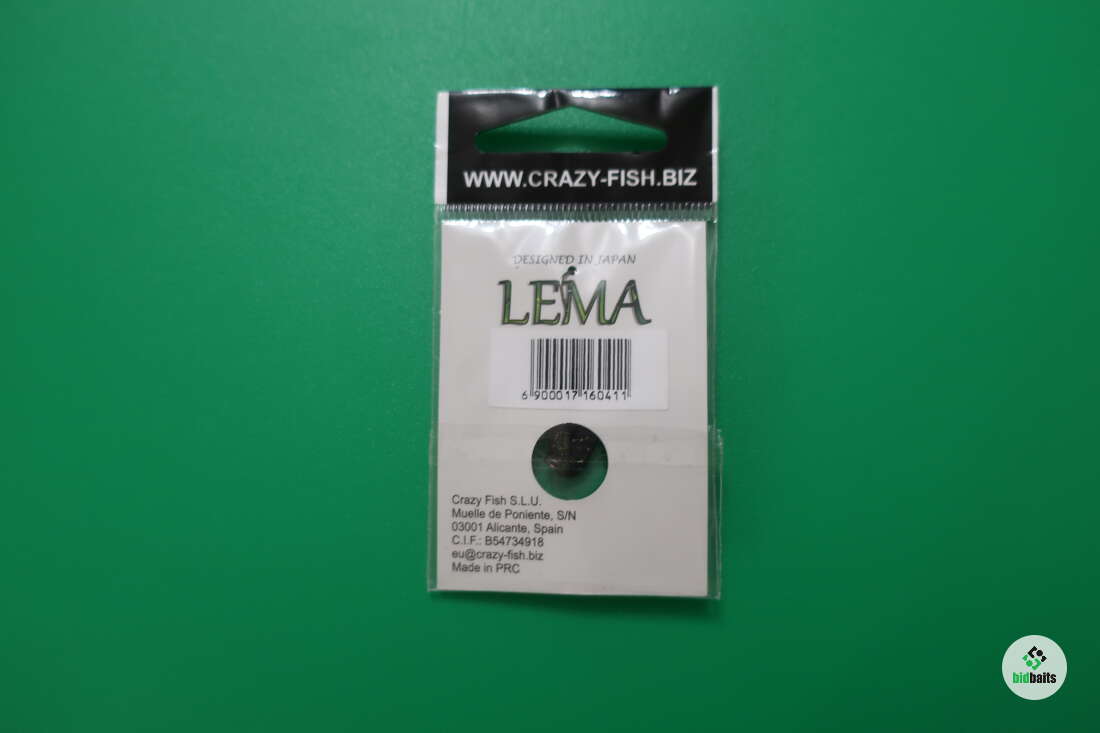 WWW.CRAZY-FISH.BIZ
DESIGNED IN JAPAN
LEMA
6 900017 160411
Crazy Fish S.L.U.
Muelle de Poniente, S/N
03001 Alicante, Spain
C.I.F.: B54734918
eu@crazy-fish.biz
Made in PRC
bidbaits